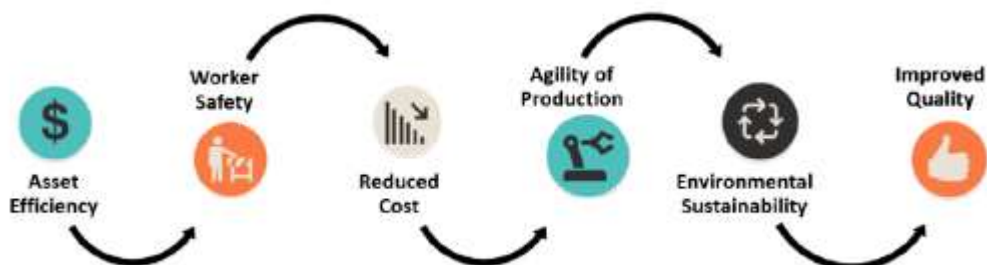 Asset
Efficiency
Worker
Safety
Reduced
Cost
Agility of
Production
Environmental
Sustainability
Improved
Quality